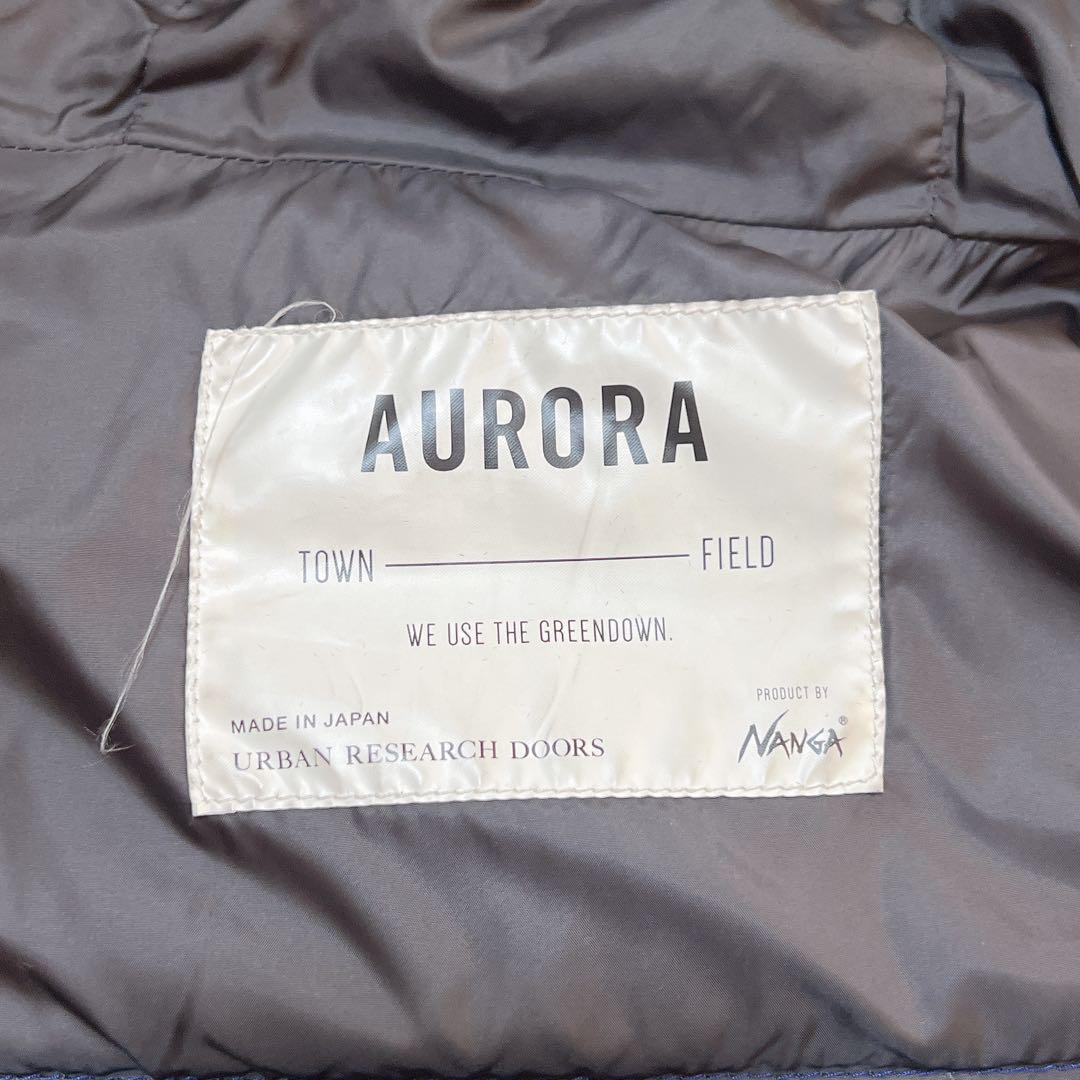 AURORA
TOWN FIELD
WE USE THE GREENDOWN.
PRODUCT BY
MADE IN JAPAN
URBAN RESEARCH DOORS
NANGA®